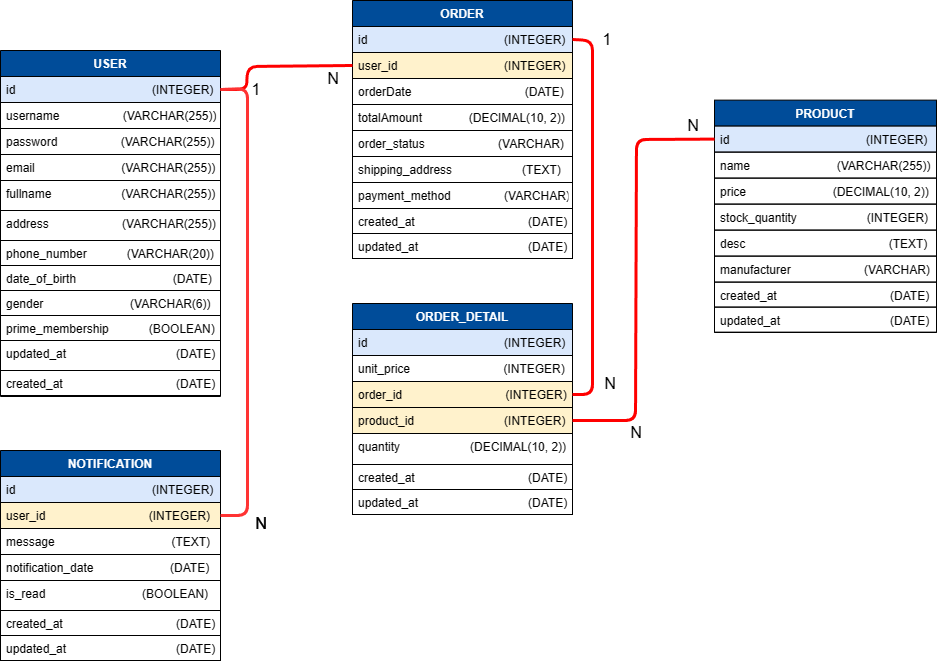 USER
id (INTEGER)
username (VARCHAR(255))
password (VARCHAR(255))
email (VARCHAR(255))
fullname (VARCHAR(255))
address (VARCHAR(255))
phone_number (VARCHAR(20))
date_of_birth (DATE)
gender (VARCHAR(6))
prime_membership (BOOLEAN)
updated_at (DATE)
created_at (DATE)
1
N
ORDER
id (INTEGER)
user_id (INTEGER)
orderDate (DATE)
totalAmount (DECIMAL(10, 2))
order_status (VARCHAR)
shipping_address (TEXT)
payment_method (VARCHAR)
created_at (DATE)
updated_at (DATE)
1
N
PRODUCT
id (INTEGER)
name (VARCHAR(255))
price (DECIMAL(10, 2))
stock_quantity (INTEGER)
desc (TEXT)
manufacturer (VARCHAR)
created_at (DATE)
updated_at (DATE)
ORDER_DETAIL
id (INTEGER)
unit_price (INTEGER)
order_id (INTEGER)
product_id (INTEGER)
quantity (DECIMAL(10, 2))
created_at (DATE)
updated_at (DATE)
N
N
NOTIFICATION
id (INTEGER)
user_id (INTEGER)
message (TEXT)
notification_date (DATE)
is_read (BOOLEAN)
created_at (DATE)
updated_at (DATE)
N